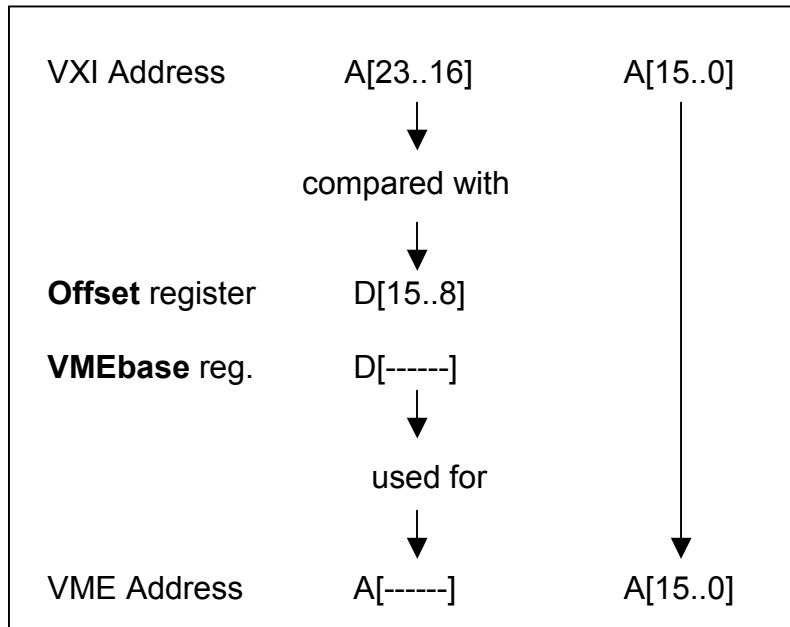 VXI Address A[23..16] A[15..0]
compared with
Offset register D[15..8]
VMEbase reg. D[------]
used for
VME Address A[------] A[15..0]